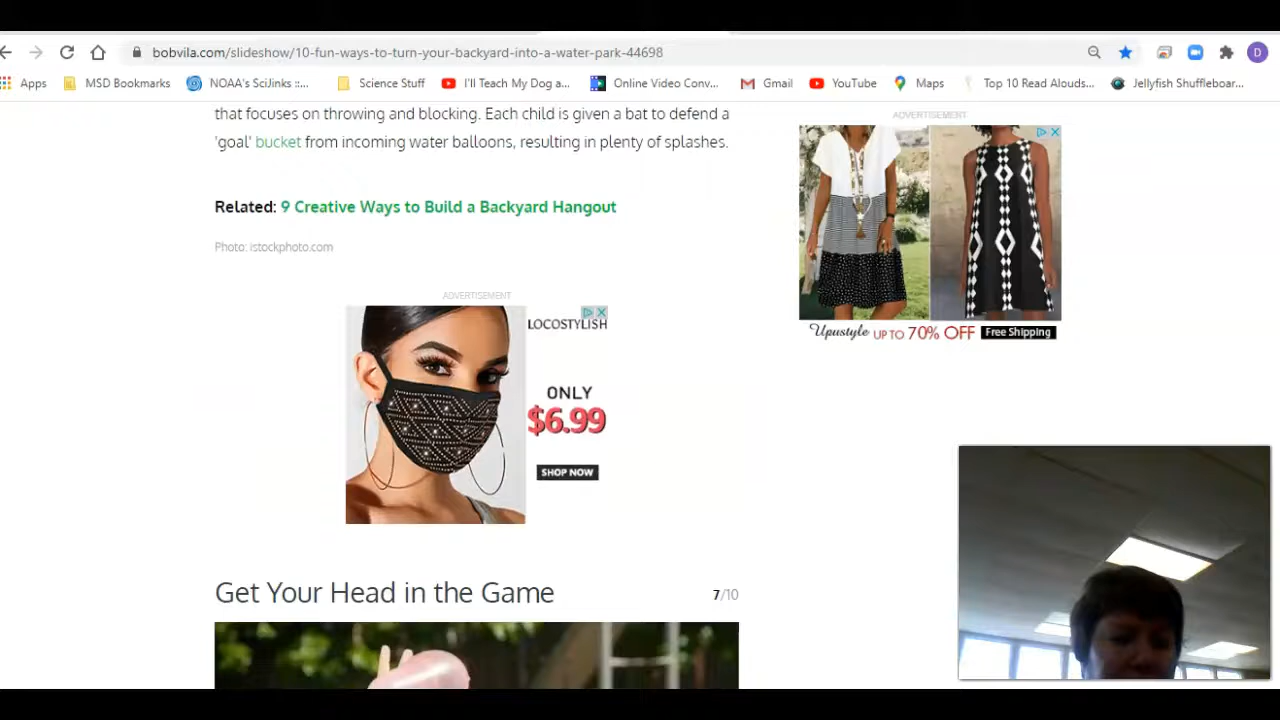 bobvila.com/slideshow/10-fun-ways-to-turn-your-backyard-into-a-water-park-44698
D
Apps
MSD Bookmarks
NOAA's SciJinks ::...
Science Stuff
I'll Teach My Dog a...
Online Video Conv...
Gmail
YouTube
Maps
Top 10 Read Alouds...
Jellyfish Shuffleboar...
that focuses on throwing and blocking. Each child is given a bat to defend a
'goal' bucket from incoming water balloons, resulting in plenty of splashes.
Related: 9 Creative Ways to Build a Backyard Hangout
Photo: istockphoto.com
ADVERTISEMENT
LOCOSTYLISH
ONLY
$6.99
SHOP NOW
Get Your Head in the Game
7/10
ADVERTISEMENT
Upustyle UP TO 70% OFF Free Shipping